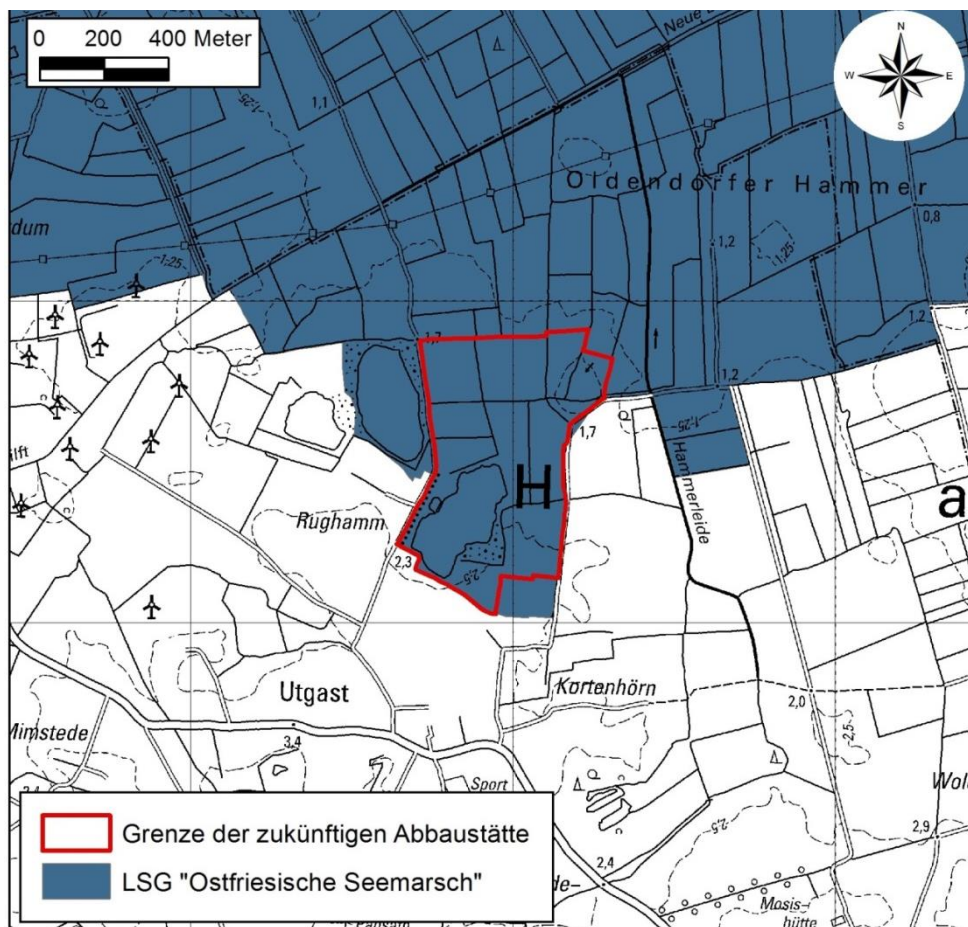 0 200 400 Meter
N
W E
S
Neue
1,1
1,25
Oldendorfer Hammer
dum
1,25
1,2
1,25
0,8
1,7
1,2
1,2
1,7
1,25
H
a
Hammerleide
Rughamm
2,3
2,5
Utgast
Kortenhörn
Mimstede
3,4
2,0
2,5
Sport
2,4
2,5
2,9
Mosis-
hütte
Grenze der zukünftigen Abbaustätte
LSG "Ostfriesische Seemarsch"